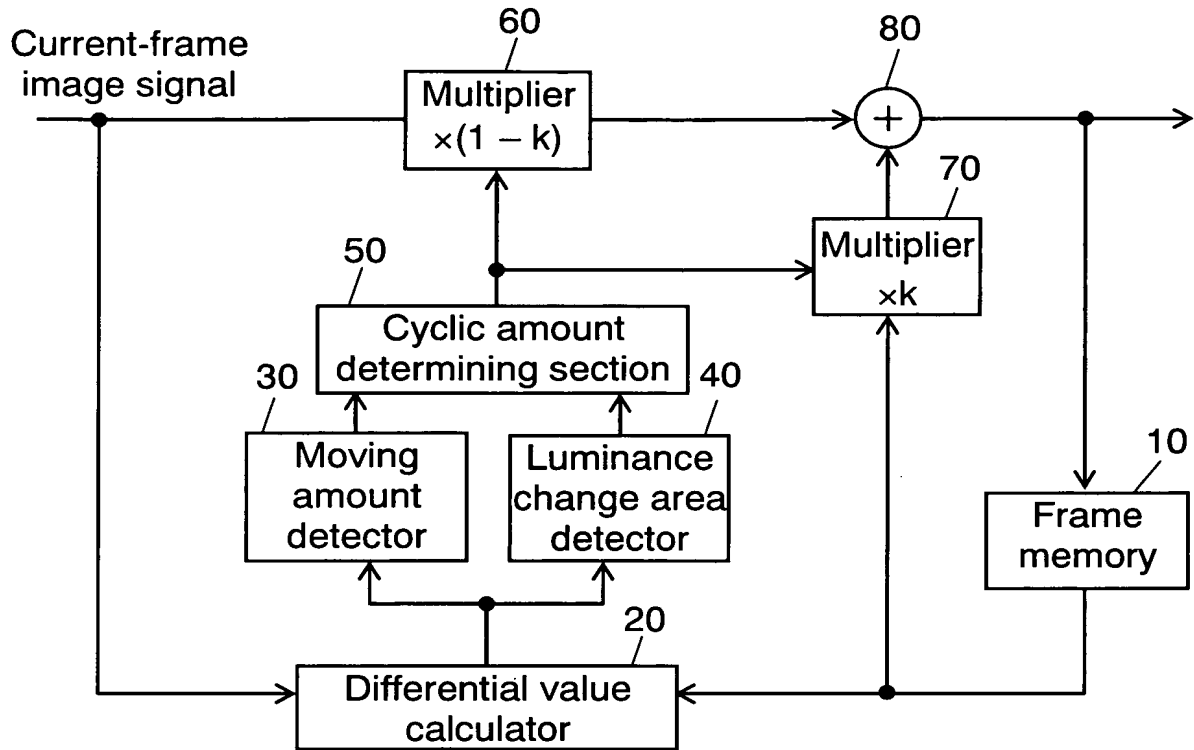 Current-frame
image signal
60
Multiplier
×(1 − k)
80
+
70
Multiplier
×k
50
Cyclic amount
determining section
30
Moving
amount
detector
40
Luminance
change area
detector
10
Frame
memory
20
Differential value
calculator